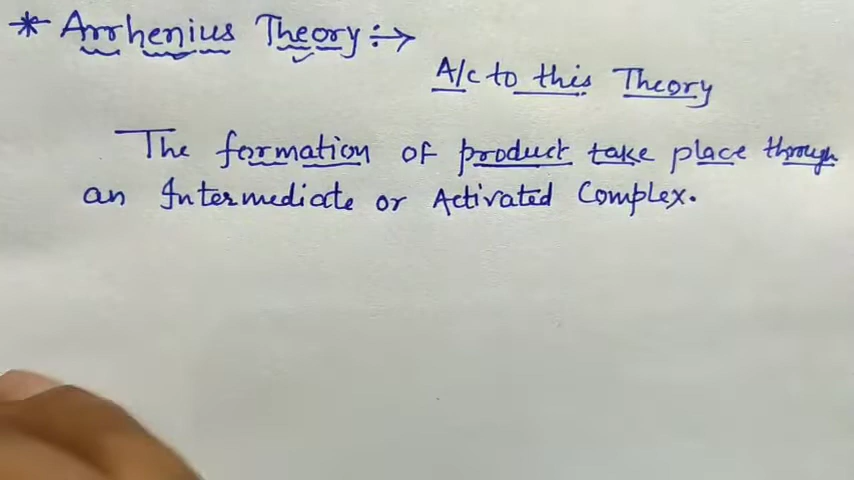 * Arrhenius Theory :→
A/c to this Theory
The formation of product take place through
an Intermediate or Activated Complex.